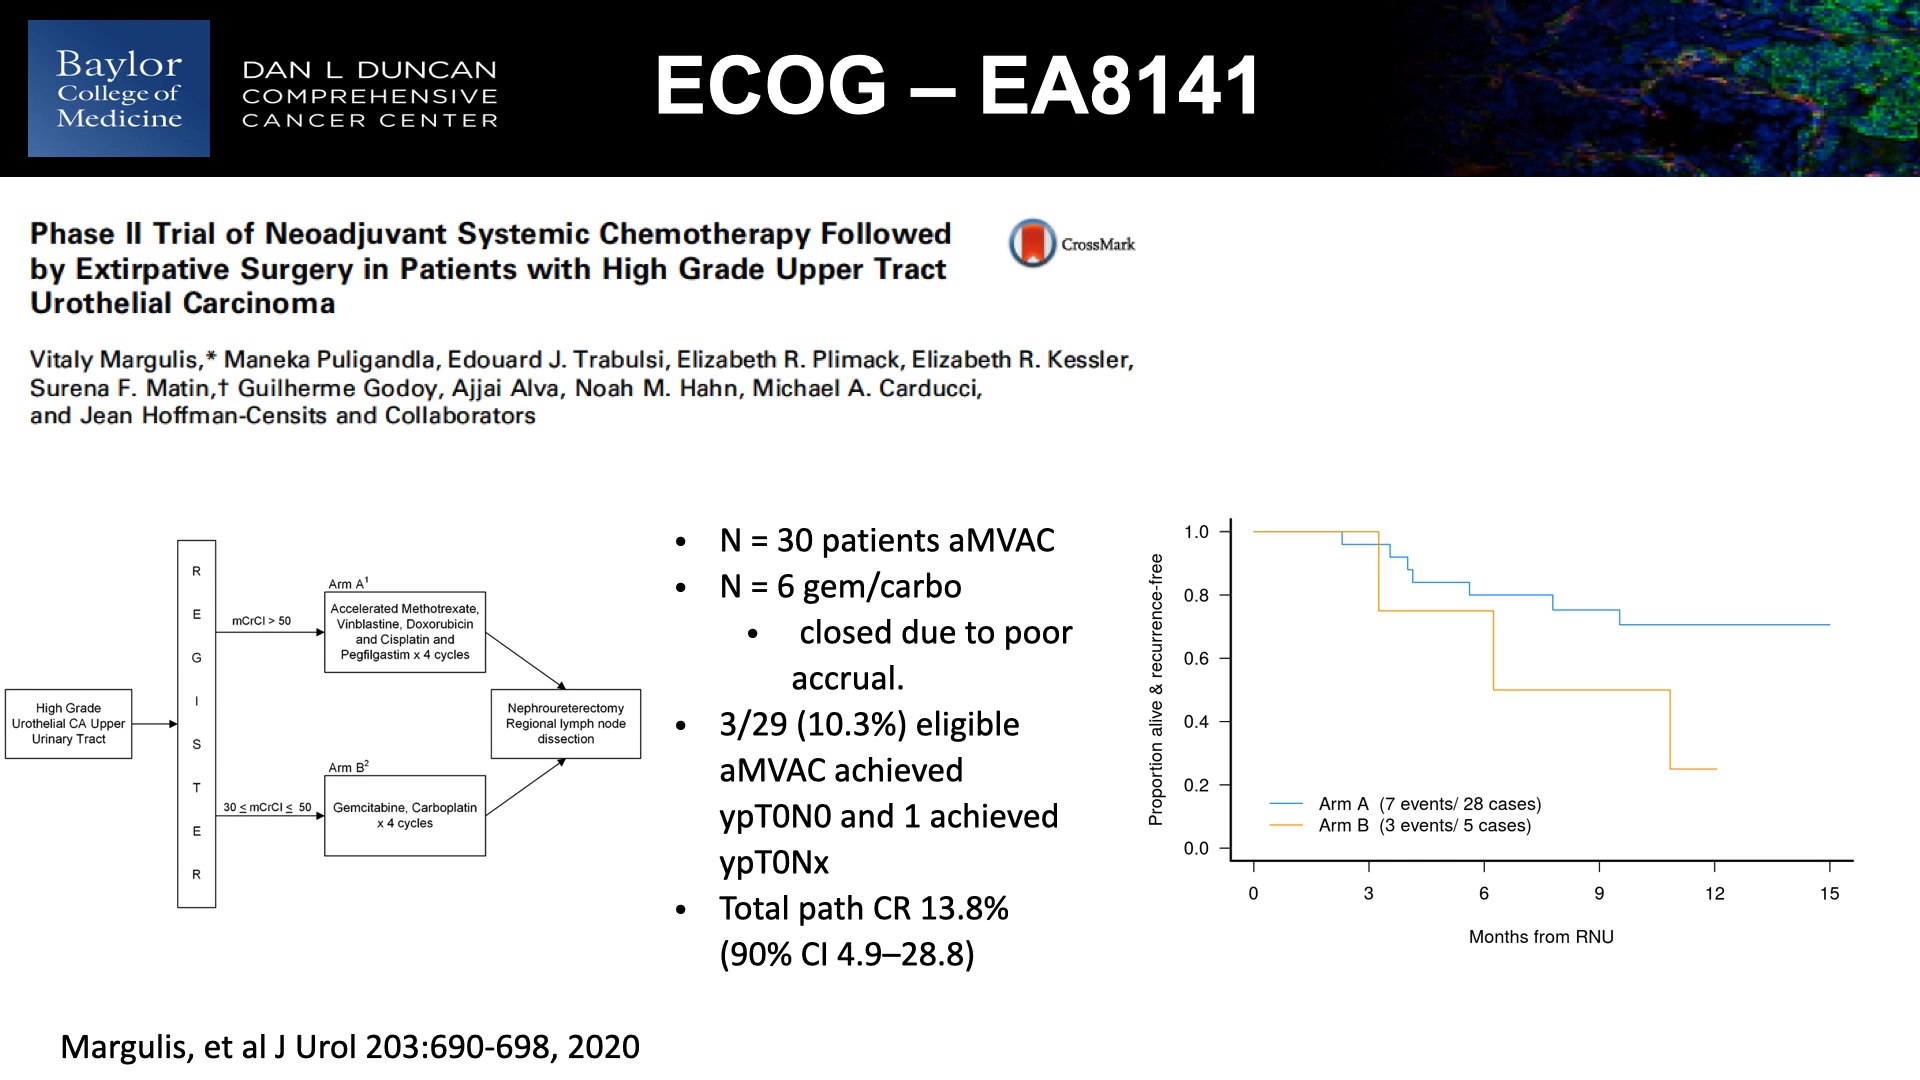 Baylor
College of
Medicine
DAN L DUNCAN
COMPREHENSIVE
CANCER CENTER
ECOG – EA8141
Phase II Trial of Neoadjuvant Systemic Chemotherapy Followed
by Extirpative Surgery in Patients with High Grade Upper Tract
Urothelial Carcinoma
CrossMark
Vitaly Margulis,* Maneka Puligandla, Edouard J. Trabulsi, Elizabeth R. Plimack, Elizabeth R. Kessler,
Surena F. Matin,† Guilherme Godoy, Ajjai Alva, Noah M. Hahn, Michael A. Carducci,
and Jean Hoffman-Censits and Collaborators
High Grade
Urothelial CA Upper
Urinary Tract
R
E
G
I
S
T
E
R
mCrCl > 50
30 ≤ mCrCl ≤ 50
Arm A¹
Accelerated Methotrexate,
Vinblastine, Doxorubicin
and Cisplatin and
Pegfilgastim x 4 cycles
Arm B²
Gemcitabine, Carboplatin
x 4 cycles
Nephroureterectomy
Regional lymph node
dissection
• N = 30 patients aMVAC
• N = 6 gem/carbo
• closed due to poor
accrual.
• 3/29 (10.3%) eligible
aMVAC achieved
ypT0N0 and 1 achieved
ypT0Nx
• Total path CR 13.8%
(90% CI 4.9–28.8)
Proportion alive & recurrence-free
1.0
0.8
0.6
0.4
0.2
0.0
Arm A (7 events/ 28 cases)
Arm B (3 events/ 5 cases)
0 3 6 9 12 15
Months from RNU
Margulis, et al J Urol 203:690-698, 2020